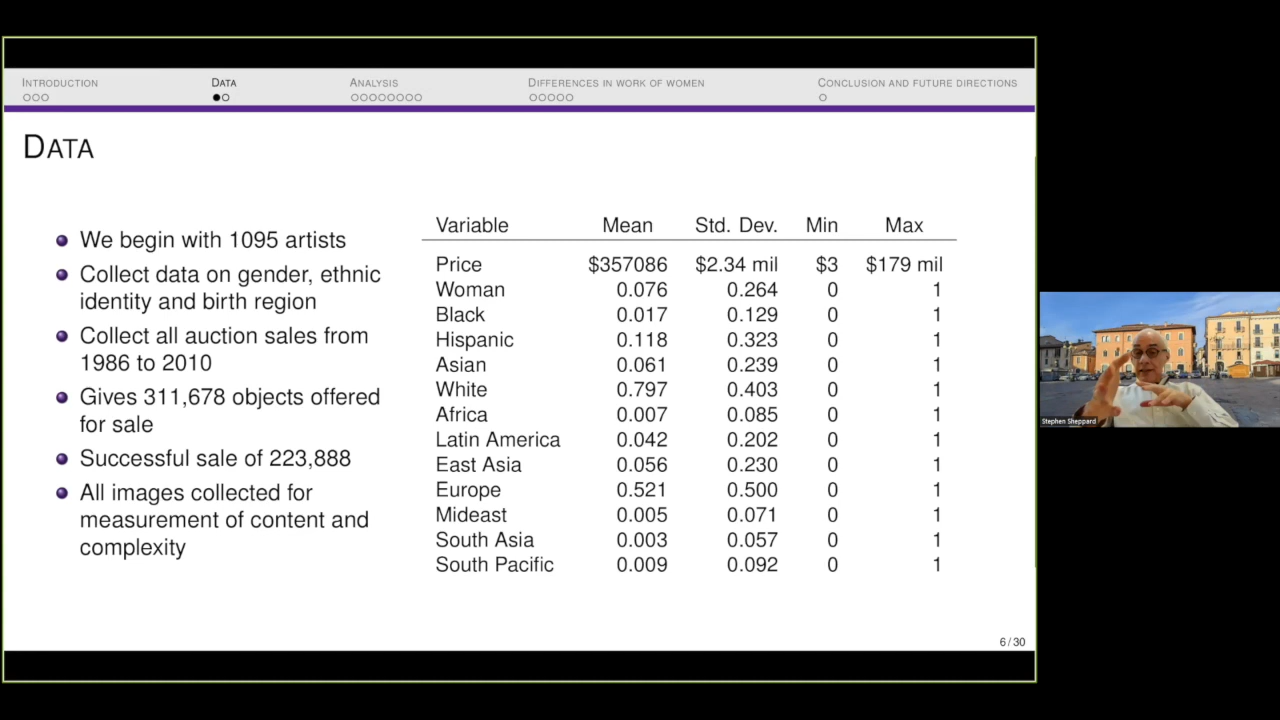 INTRODUCTION DATA ANALYSIS DIFFERENCES IN WORK OF WOMEN CONCLUSION AND FUTURE DIRECTIONS
DATA
We begin with 1095 artists
Collect data on gender, ethnic
identity and birth region
Collect all auction sales from
1986 to 2010
Gives 311,678 objects offered
for sale
Successful sale of 223,888
All images collected for
measurement of content and
complexity
Variable Mean Std. Dev. Min Max
Price $357086 $2.34 mil $3 $179 mil
Woman 0.076 0.264 0 1
Black 0.017 0.129 0 1
Hispanic 0.118 0.323 0 1
Asian 0.061 0.239 0 1
White 0.797 0.403 0 1
Africa 0.007 0.085 0 1
Latin America 0.042 0.202 0 1
East Asia 0.056 0.230 0 1
Europe 0.521 0.500 0 1
Mideast 0.005 0.071 0 1
South Asia 0.003 0.057 0 1
South Pacific 0.009 0.092 0 1
6 / 30
Stephen Sheppard